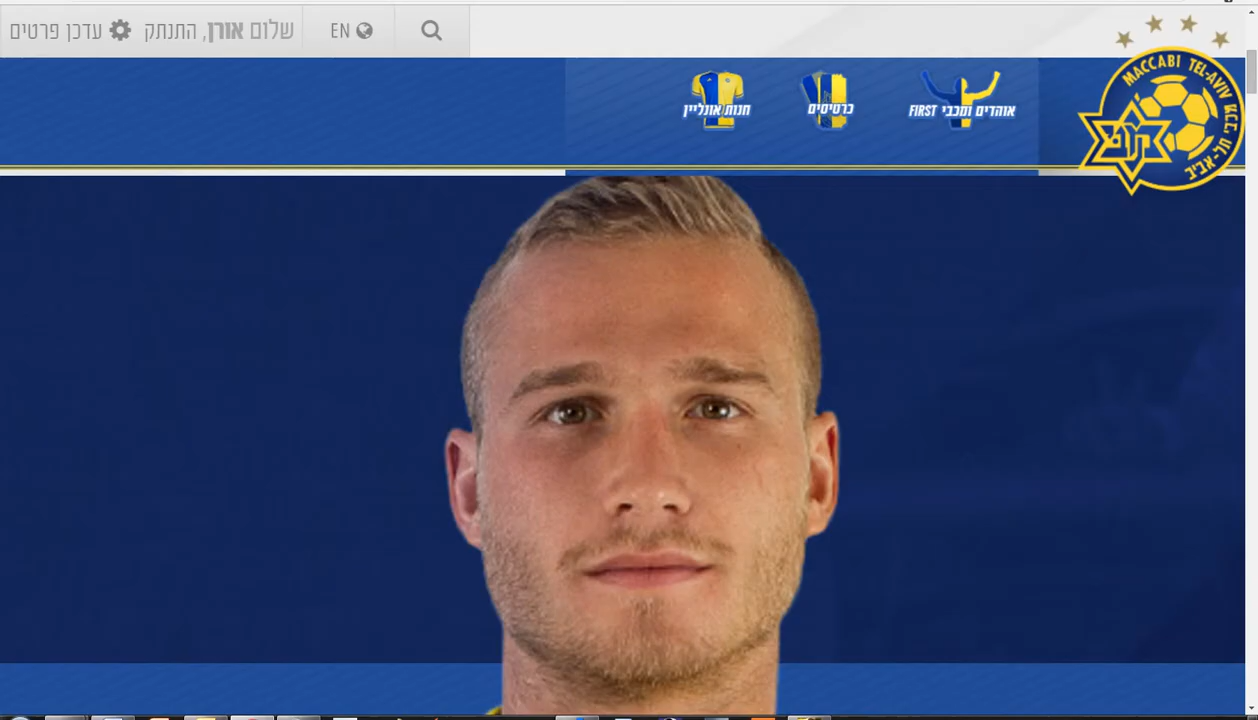 עדכן פרטים
שלום אורן, התנתק
EN
אוהדים ומכבי FIRST
כרטיסים
חנות אונליין
MACCABI TEL-AVIV מכבי תל-אביב